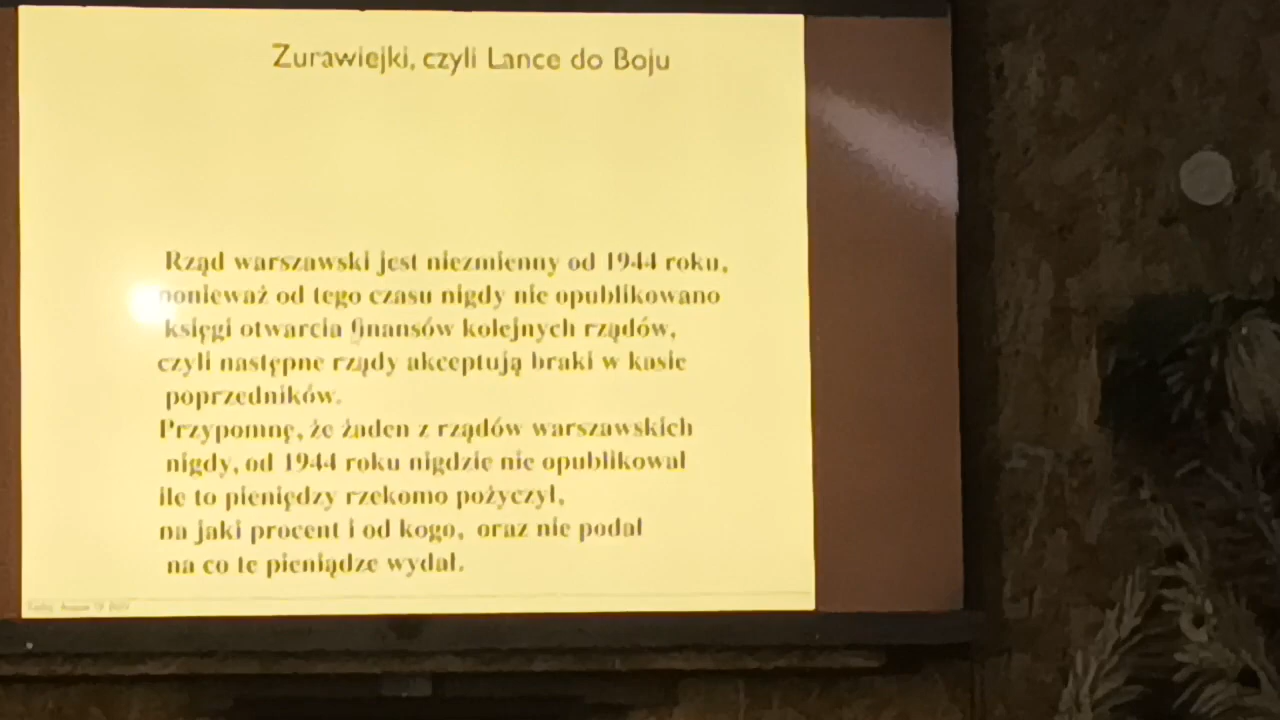 Zurawiejki, czyli Lance do Boju
Rząd warszawski jest niezmienny od 1944 roku,
ponieważ od tego czasu nigdy nie opublikowano
księgi otwarcia finansów kolejnych rządów,
czyli następne rządy akceptują braki w kasie
poprzedników.
Przypomnę, że żaden z rządów warszawskich
nigdy, od 1944 roku nigdzie nie opublikował
ile to pieniędzy rzekomo pożyczył,
na jaki procent i od kogo, oraz nie podał
na co te pieniądze wydał.